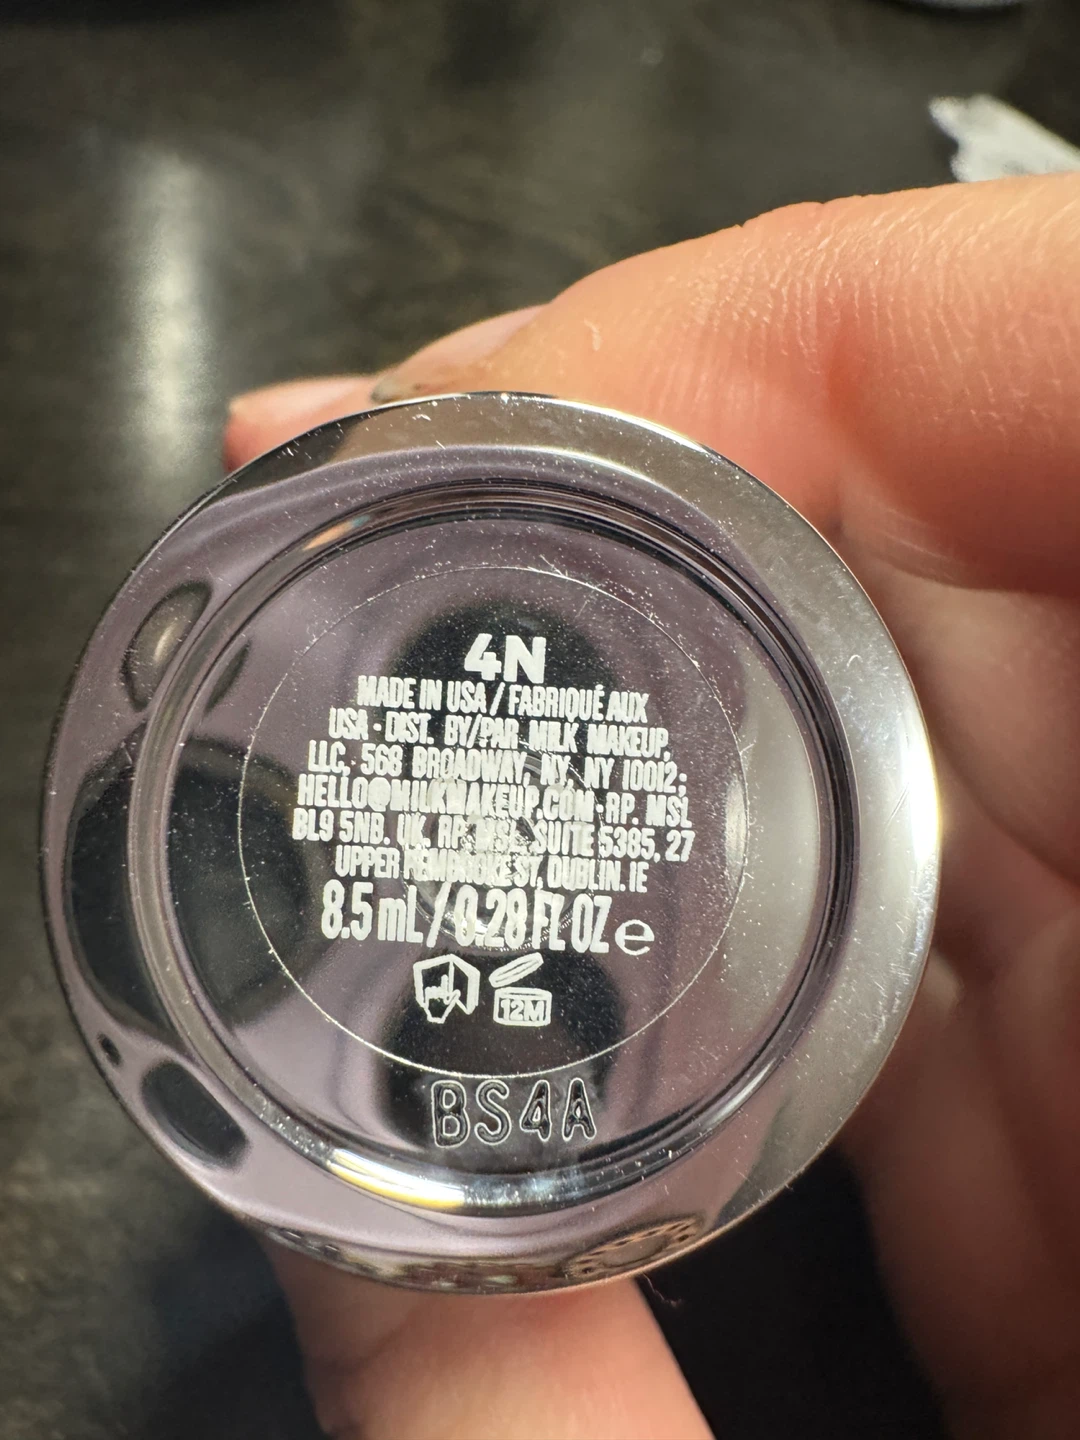 4N
MADE IN USA / FABRIQUÉ AUX
USA · DIST. BY/PAR MILK MAKEUP,
LLC, 568 BROADWAY, NY, NY 10012;
HELLO@MILKMAKEUP.COM · RP. MSL
BL9 5NB. UK. RP. MSL. SUITE 5385, 27
UPPER PEMBROKE ST, DUBLIN. IE
8.5 mL / 0.28 FL OZ e
12M
BS4A